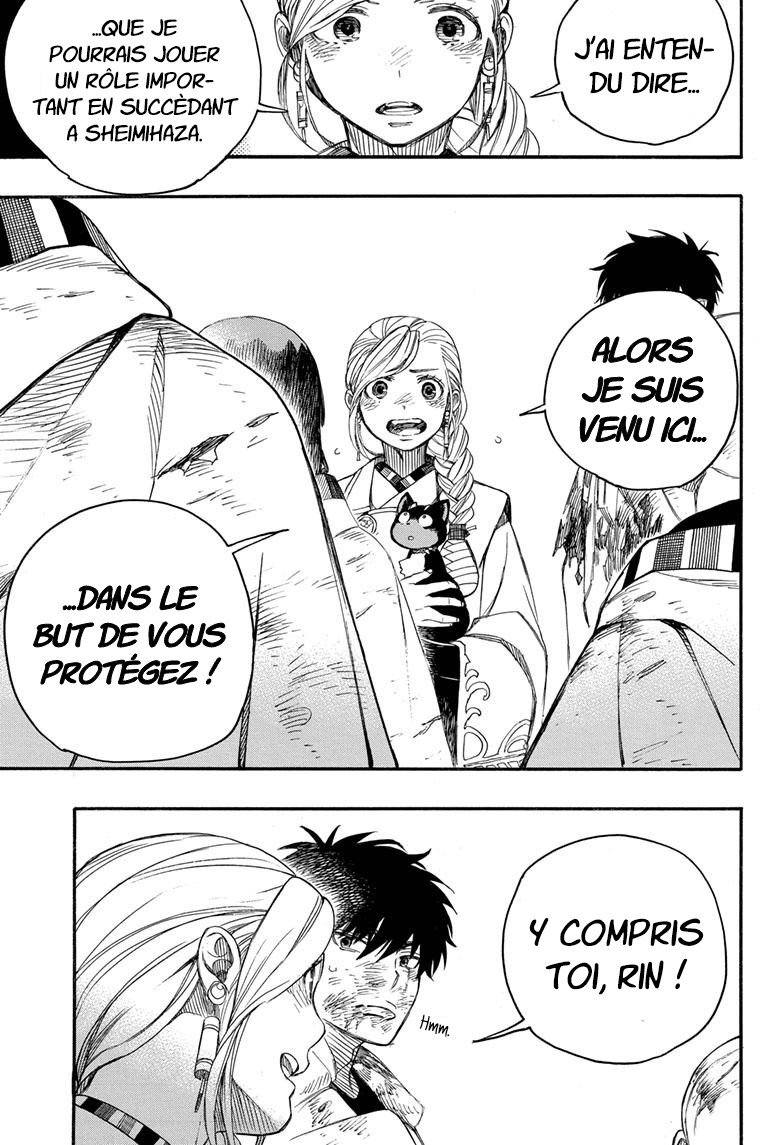 J'AI ENTEN-
DU DIRE...
...QUE JE
POURRAIS JOUER
UN RÔLE IMPOR-
TANT EN SUCCÈDANT
A SHEIMIHAZA.
ALORS
JE SUIS
VENU ICI...
...DANS LE
BUT DE VOUS
PROTÉGEZ !
Y COMPRIS
TOI, RIN !
Hmm.